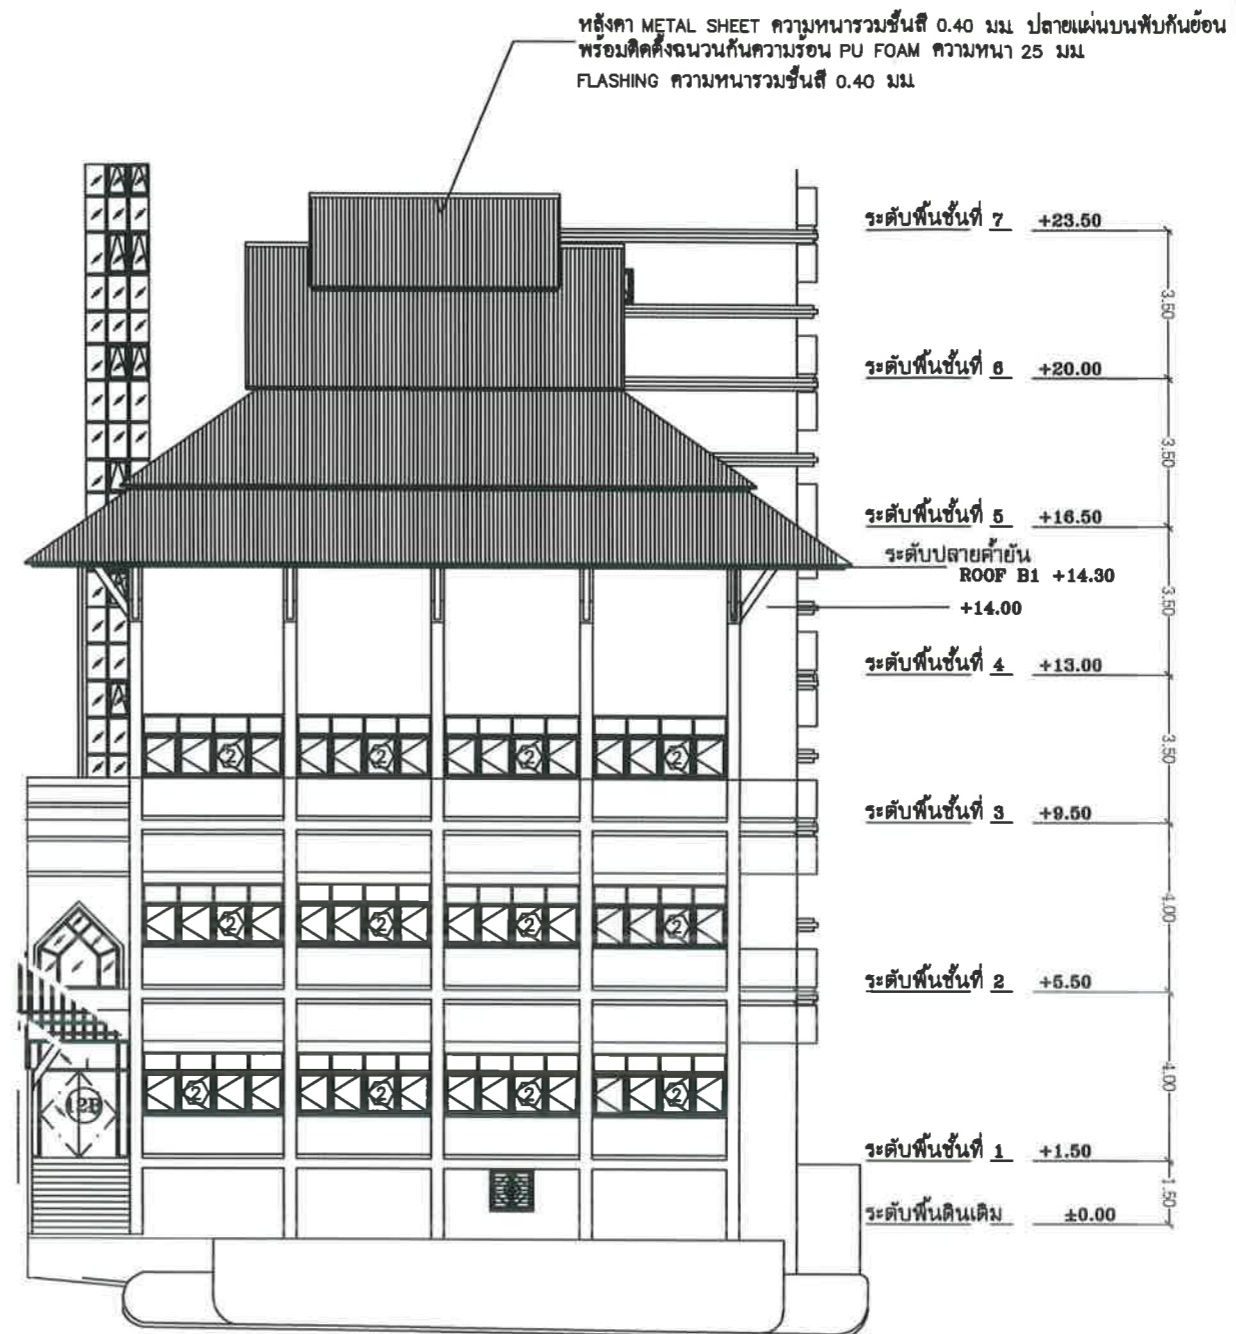 หลังคา METAL SHEET ความหนารวมชั้นสี 0.40 มม. ปลายแผ่นบนพับกันย้อน
พร้อมติดตั้งฉนวนกันความร้อน PU FOAM ความหนา 25 มม.
FLASHING ความหนารวมชั้นสี 0.40 มม.
ระดับพื้นชั้นที่ 7 +23.50
3.50
ระดับพื้นชั้นที่ 6 +20.00
3.50
ระดับพื้นชั้นที่ 5 +16.50
ระดับปลายค้ำยัน
ROOF B1 +14.30
3.50
+14.00
ระดับพื้นชั้นที่ 4 +13.00
3.50
2 2 2 2
ระดับพื้นชั้นที่ 3 +9.50
4.00
2 2 2 2
ระดับพื้นชั้นที่ 2 +5.50
4.00
2 2 2 2
12B
ระดับพื้นชั้นที่ 1 +1.50
1.50
ระดับพื้นดินเดิม ±0.00